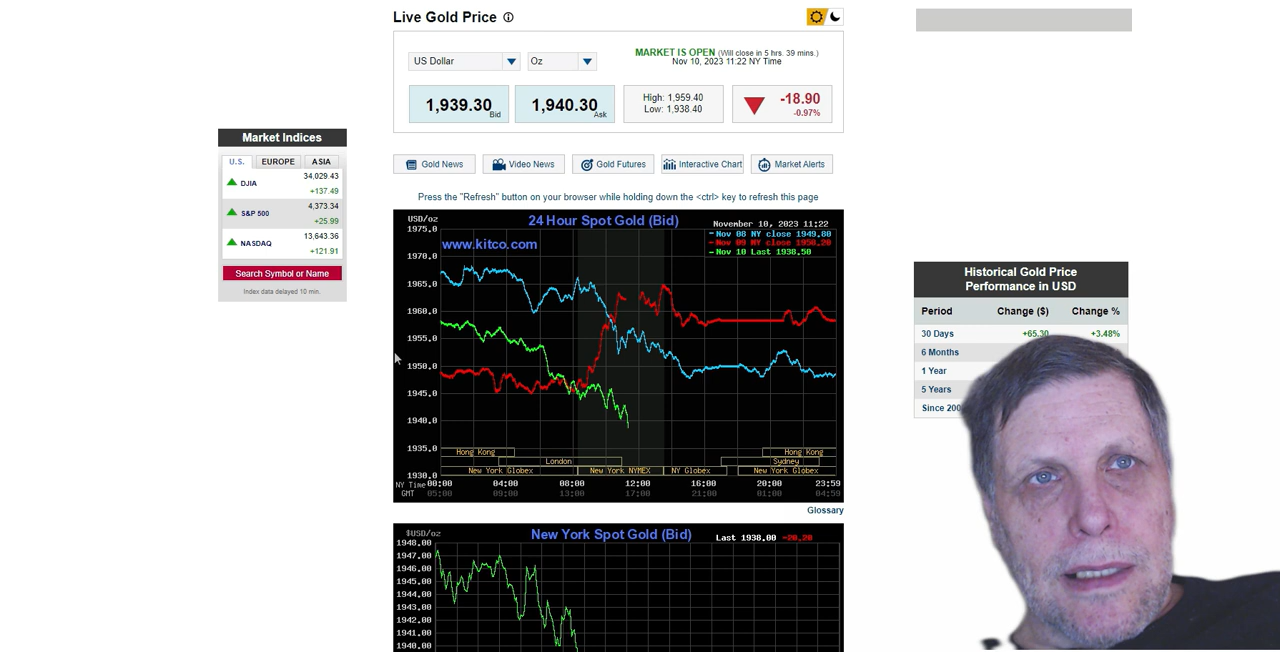 Live Gold Price
US Dollar
Oz
MARKET IS OPEN (Will close in 5 hrs. 39 mins.)
Nov 10, 2023 11:22 NY Time
1,939.30
Bid
1,940.30
Ask
High: 1,959.40
Low: 1,938.40
-18.90
-0.97%
Market Indices
U.S. EUROPE ASIA
DJIA 34,029.43
+137.49
S&P 500 4,373.34
+25.99
NASDAQ 13,643.36
+121.91
Search Symbol or Name
Index data delayed 10 min.
Gold News Video News Gold Futures Interactive Chart Market Alerts
Press the "Refresh" button on your browser while holding down the <ctrl> key to refresh this page
USD/oz 24 Hour Spot Gold (Bid) November 10, 2023 11:22
www.kitco.com
Nov 08 NY close 1949.80
Nov 09 NY close 1958.20
Nov 10 Last 1938.50
1975.0
1970.0
1965.0
1960.0
1955.0
1950.0
1945.0
1940.0
1935.0
1930.0
Hong Kong Hong Kong
London Sydney
New York Globex New York NYMEX NY Globex New York Globex
NY Time 00:00 04:00 08:00 12:00 16:00 20:00 23:59
GMT 05:00 09:00 13:00 17:00 21:00 01:00 04:59
Glossary
$USD/oz New York Spot Gold (Bid) Last 1938.00 -20.20
1948.00
1947.00
1946.00
1945.00
1944.00
1943.00
1942.00
1941.00
1940.00
Historical Gold Price
Performance in USD
Period Change ($) Change %
30 Days +65.30 +3.48%
6 Months
1 Year
5 Years
Since 200